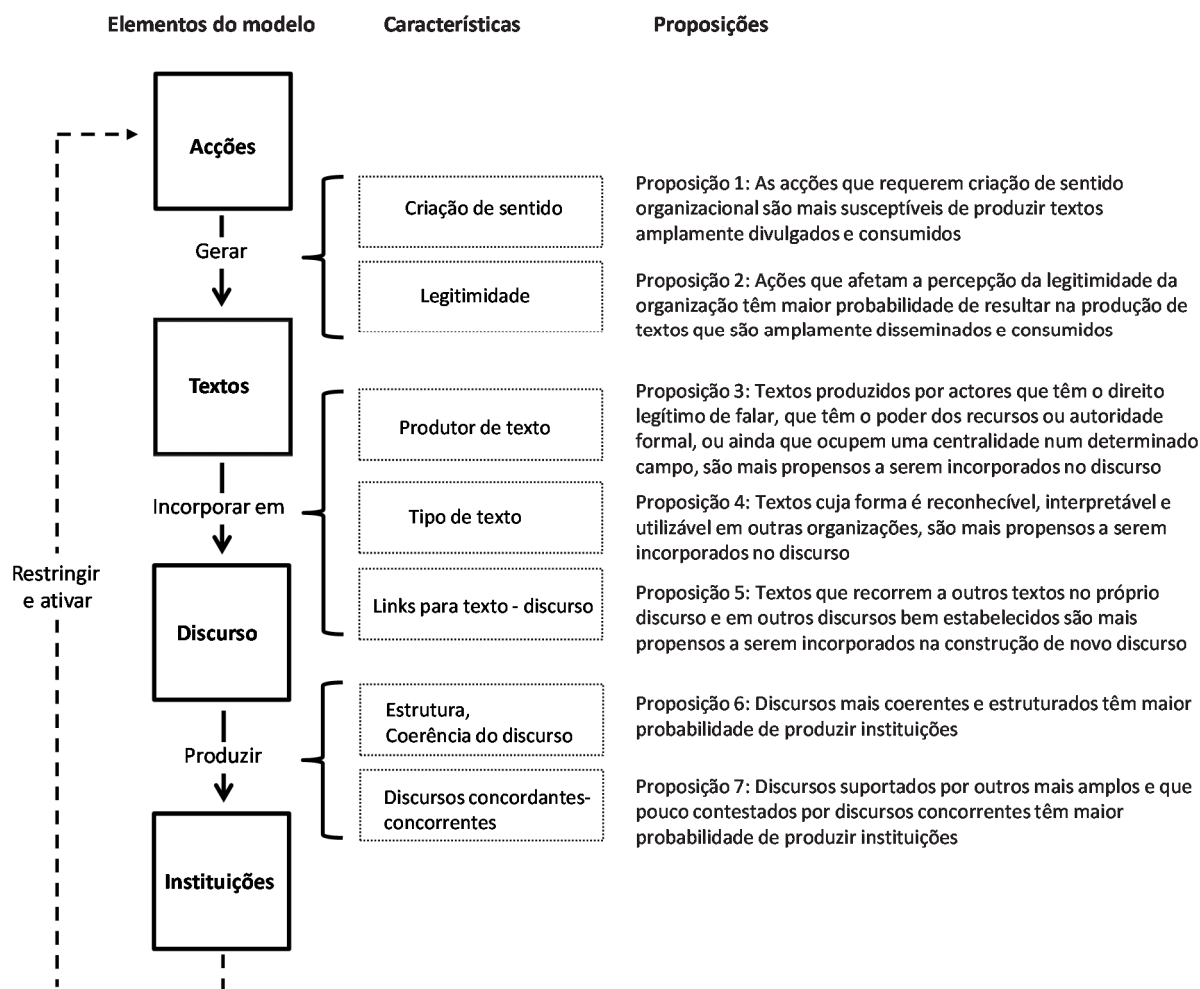 Elementos do modelo
Características
Proposições
Acções
Gerar
Criação de sentido
Proposição 1: As acções que requerem criação de sentido
organizacional são mais susceptíveis de produzir textos
amplamente divulgados e consumidos
Legitimidade
Proposição 2: Ações que afetam a percepção da legitimidade da
organização têm maior probabilidade de resultar na produção de
textos que são amplamente disseminados e consumidos
Textos
Incorporar em
Produtor de texto
Proposição 3: Textos produzidos por actores que têm o direito
legítimo de falar, que têm o poder dos recursos ou autoridade
formal, ou ainda que ocupem uma centralidade num determinado
campo, são mais propensos a serem incorporados no discurso
Tipo de texto
Proposição 4: Textos cuja forma é reconhecível, interpretável e
utilizável em outras organizações, são mais propensos a serem
incorporados no discurso
Links para texto - discurso
Proposição 5: Textos que recorrem a outros textos no próprio
discurso e em outros discursos bem estabelecidos são mais
propensos a serem incorporados na construção de novo discurso
Restringir
e ativar
Discurso
Produzir
Estrutura,
Coerência do discurso
Proposição 6: Discursos mais coerentes e estruturados têm maior
probabilidade de produzir instituições
Discursos concordantes-
concorrentes
Proposição 7: Discursos suportados por outros mais amplos e que
pouco contestados por discursos concorrentes têm maior
probabilidade de produzir instituições
Instituições